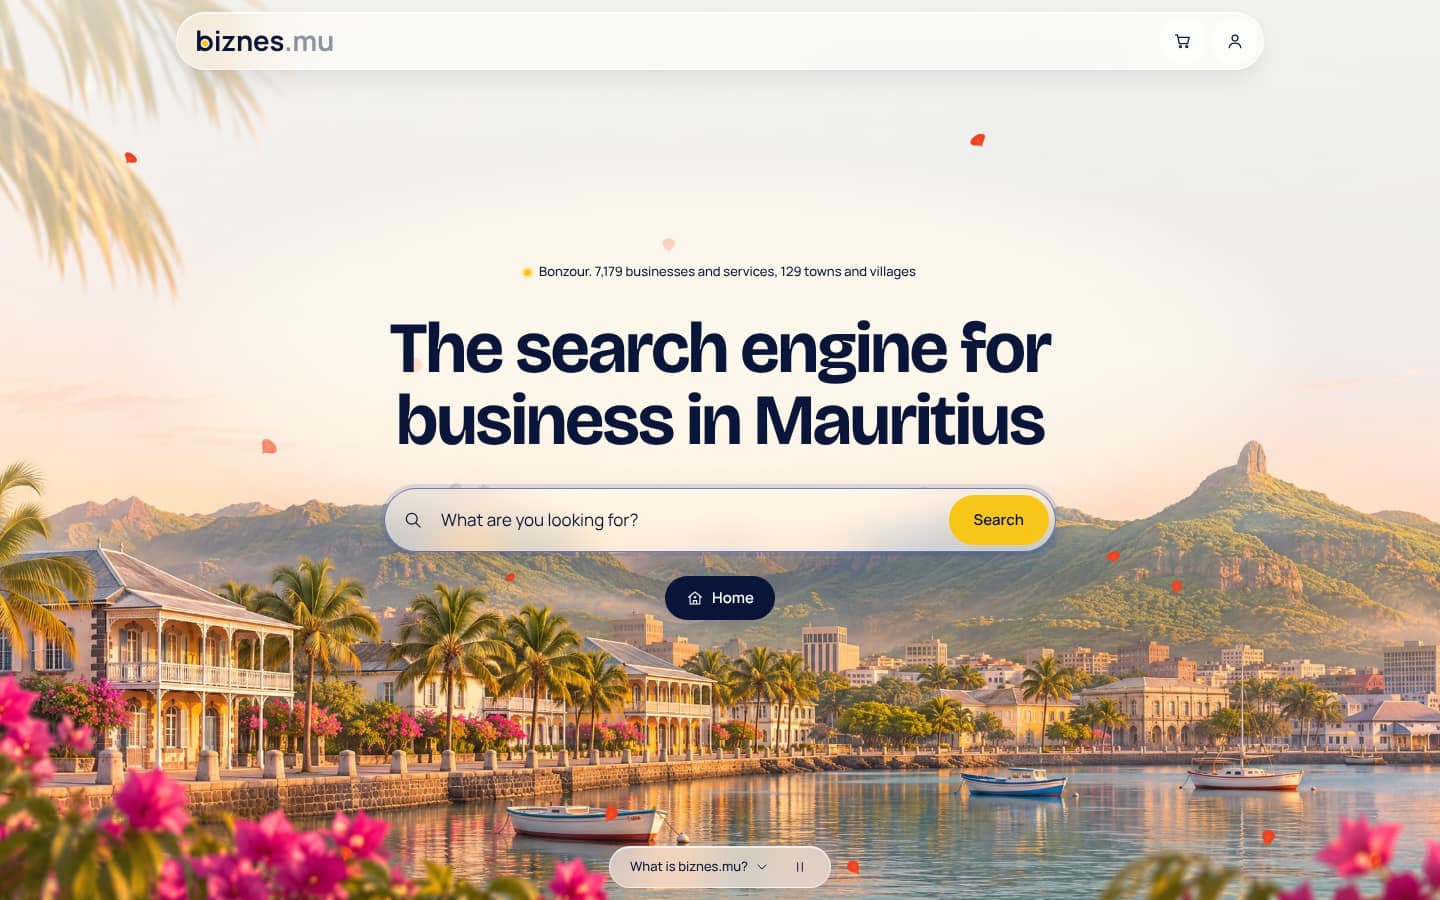 biznes.mu
Bonzour. 7,179 businesses and services, 129 towns and villages
The search engine for
business in Mauritius
What are you looking for?
Search
Home
What is biznes.mu?